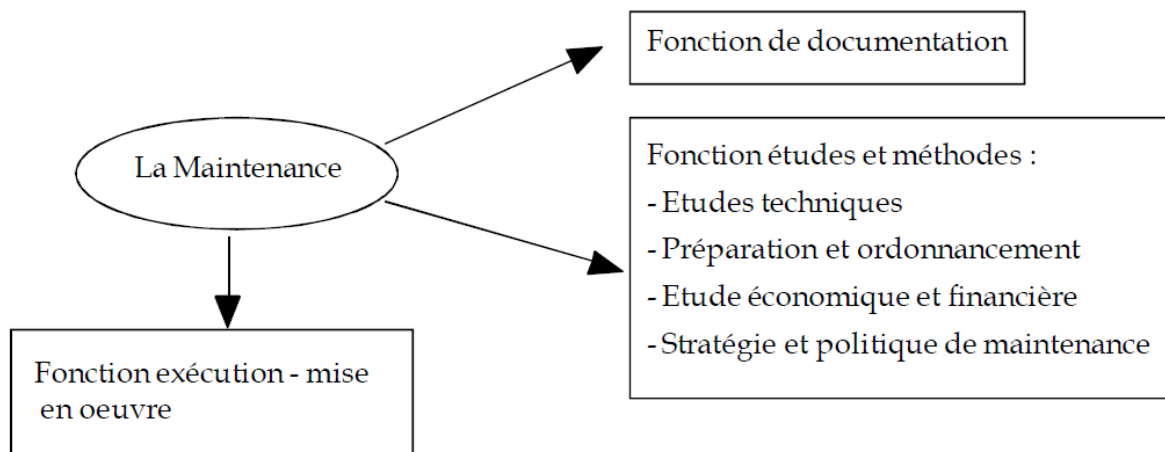 Fonction de documentation
La Maintenance
Fonction études et méthodes :
- Etudes techniques
- Préparation et ordonnancement
- Etude économique et financière
- Stratégie et politique de maintenance
Fonction exécution - mise
en oeuvre